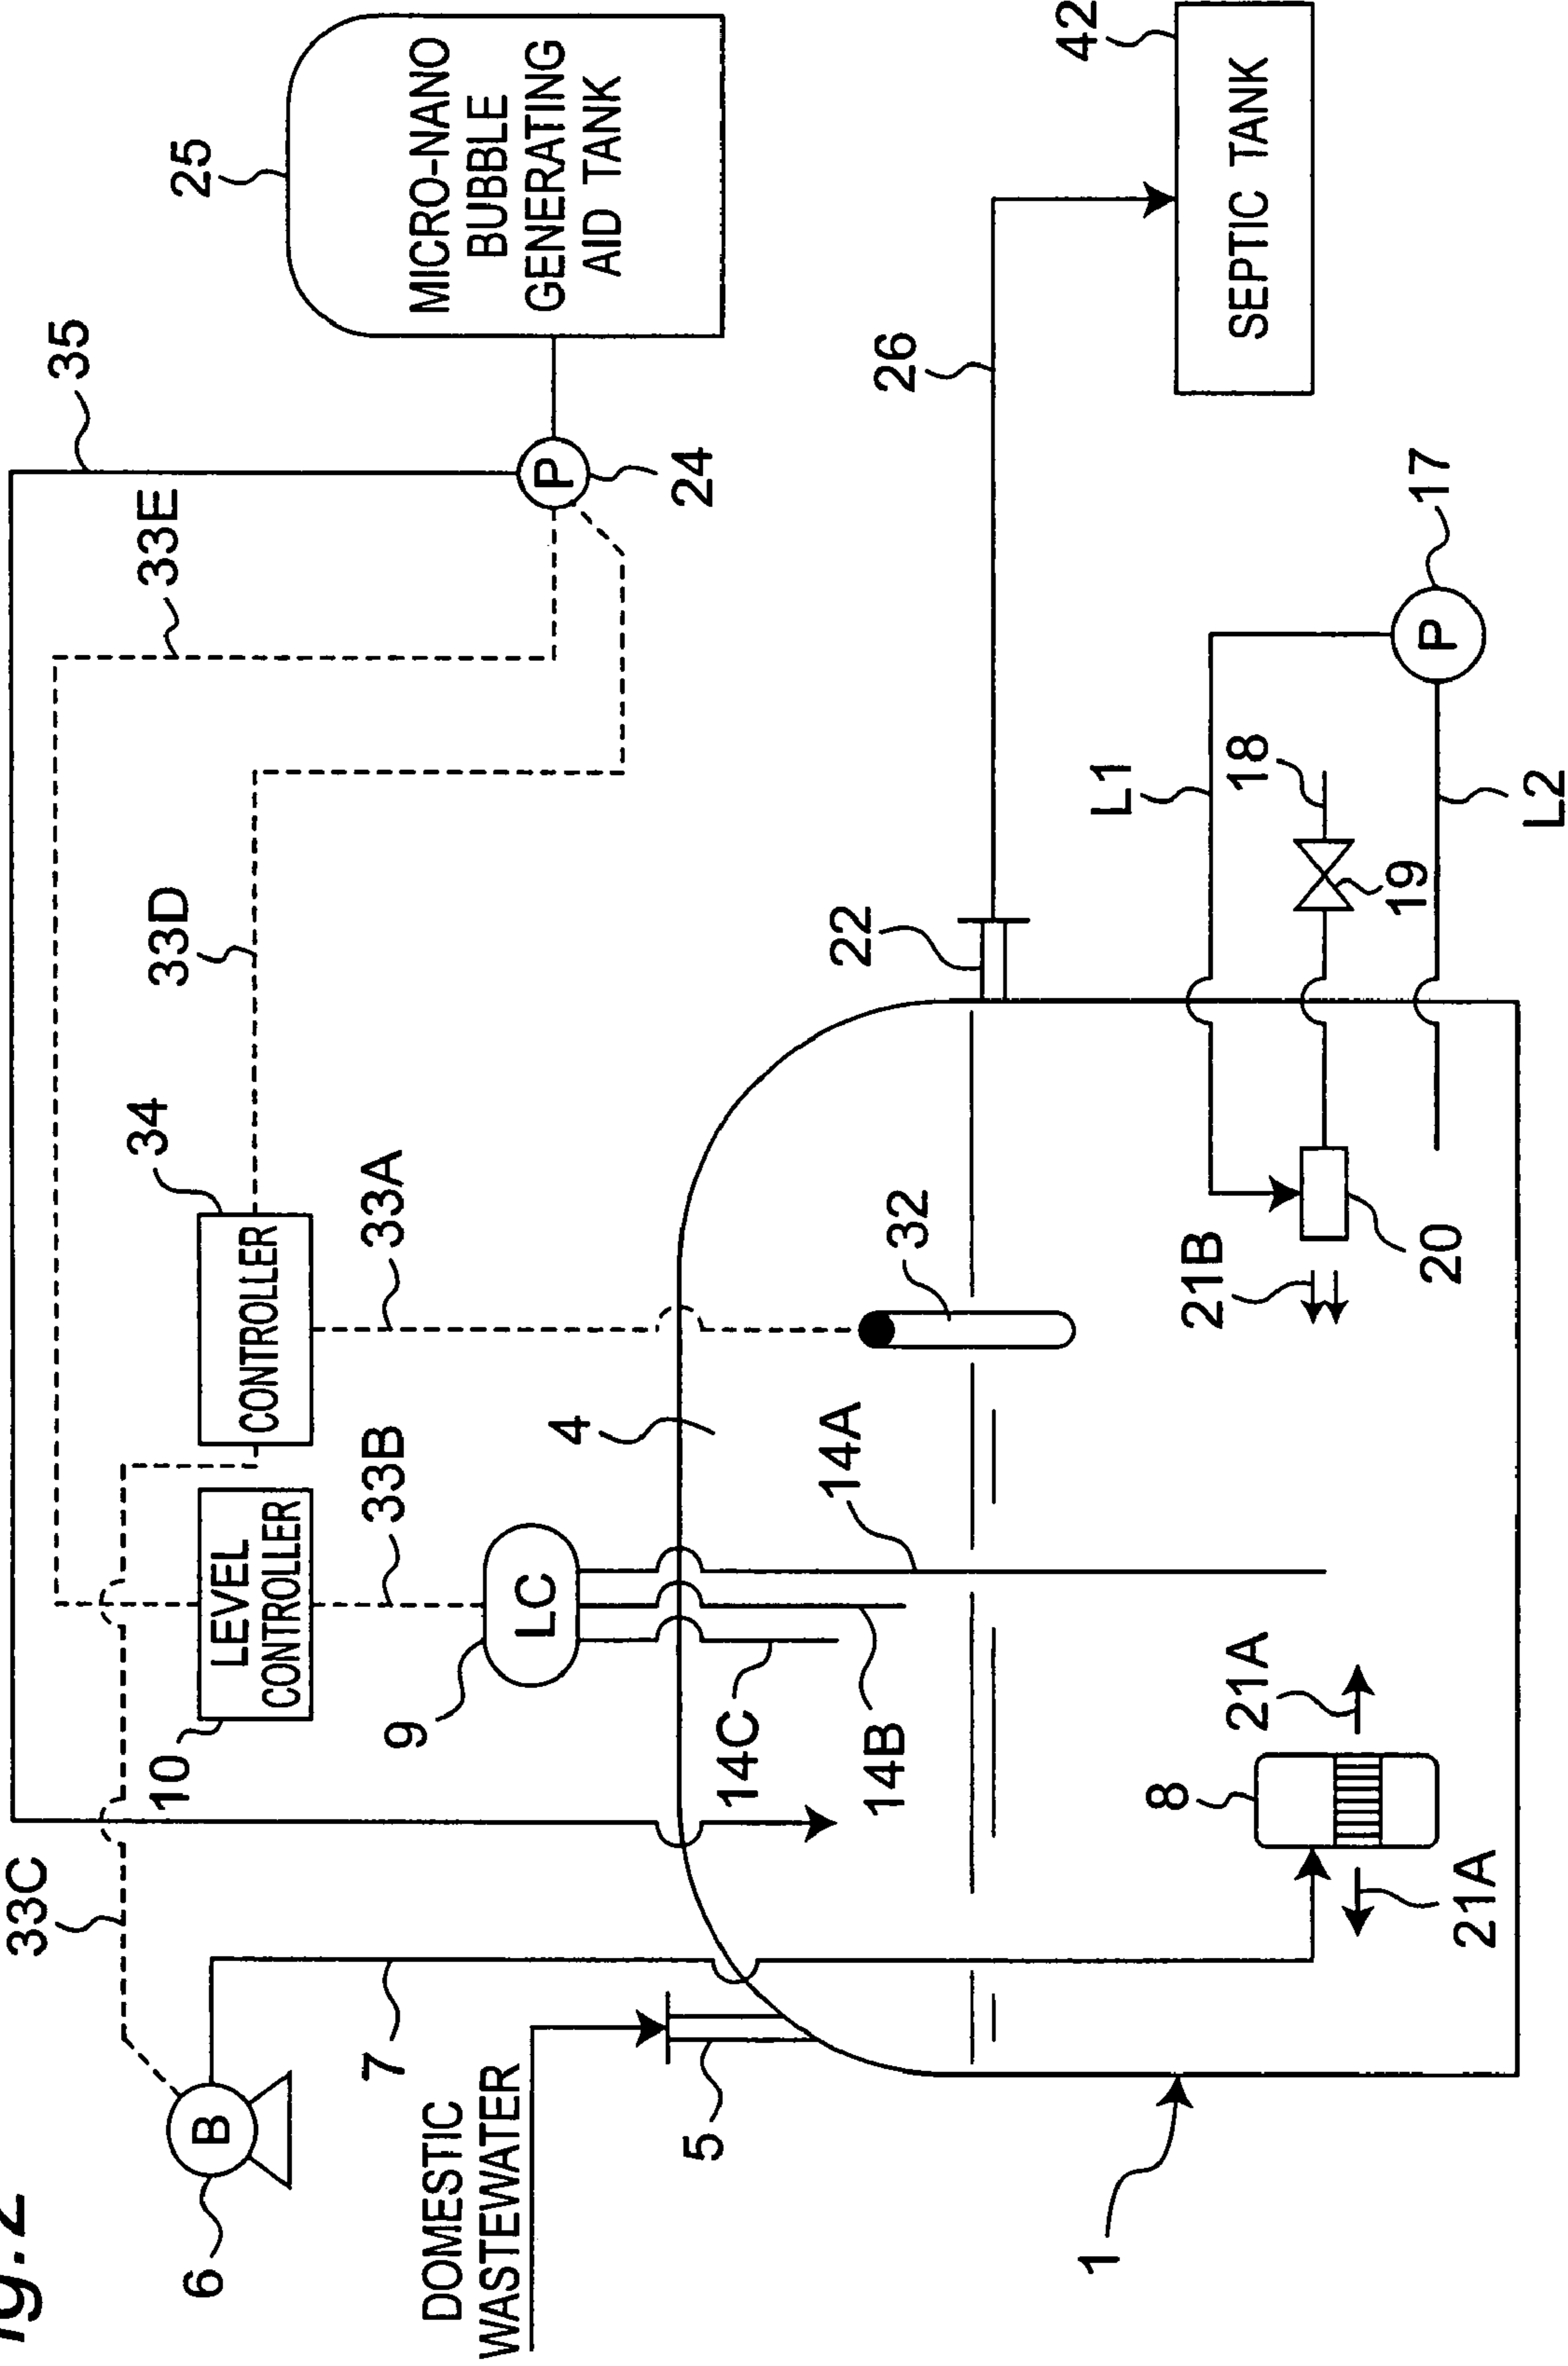 ig. 2
33C
35
33E
25
MICRO-NANO
BUBBLE
GENERATING
AID TANK
P
24
6
B
10
LEVEL
CONTROLLER
34
CONTROLLER
33D
7
33B
33A
9
LC
DOMESTIC
WASTEWATER
5
14C
14B
14A
4
32
22
26
42
SEPTIC TANK
1
8
21A
21A
21B
20
L1
18
19
17
P
L2